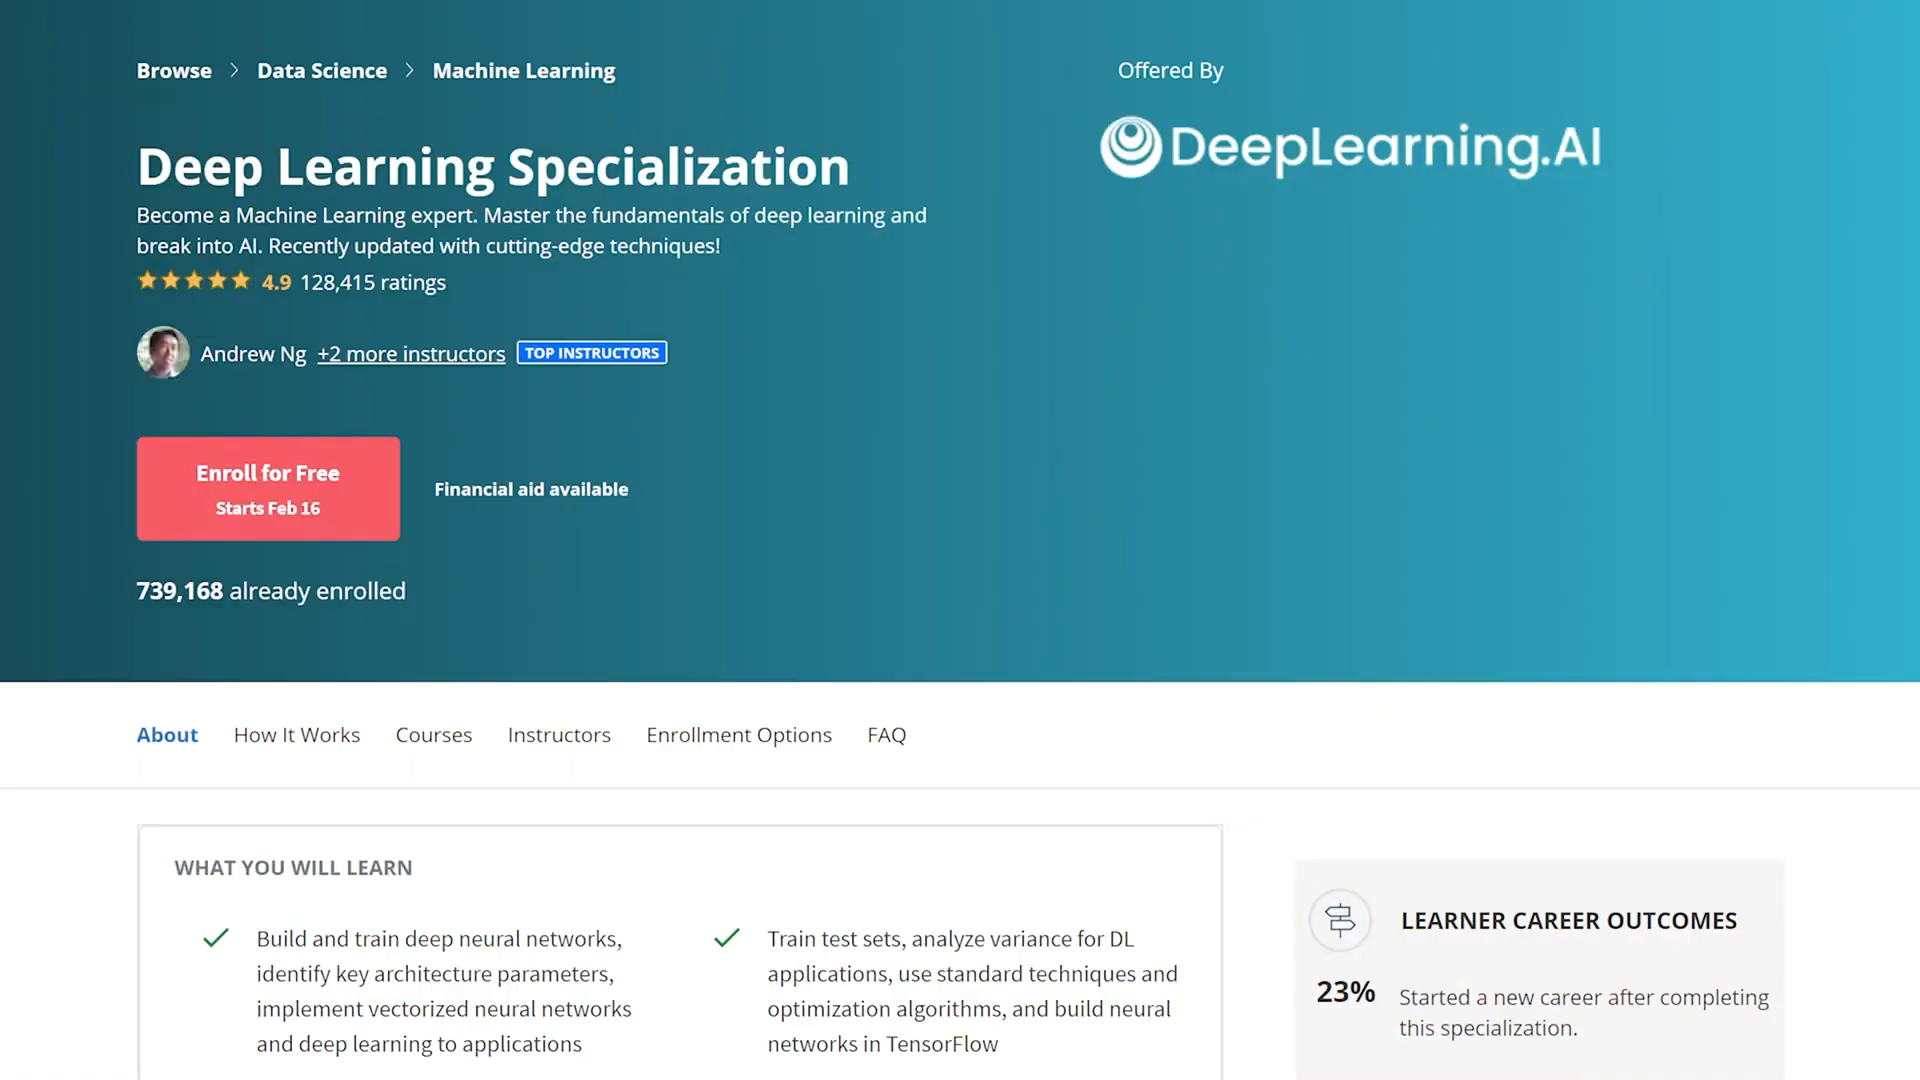 Browse > Data Science > Machine Learning
Offered By
DeepLearning.AI
Deep Learning Specialization
Become a Machine Learning expert. Master the fundamentals of deep learning and
break into AI. Recently updated with cutting-edge techniques!
4.9 128,415 ratings
Andrew Ng +2 more instructors TOP INSTRUCTORS
Enroll for Free
Starts Feb 16
Financial aid available
739,168 already enrolled
About How It Works Courses Instructors Enrollment Options FAQ
WHAT YOU WILL LEARN
Build and train deep neural networks,
identify key architecture parameters,
implement vectorized neural networks
and deep learning to applications
Train test sets, analyze variance for DL
applications, use standard techniques and
optimization algorithms, and build neural
networks in TensorFlow
LEARNER CAREER OUTCOMES
23% Started a new career after completing
this specialization.